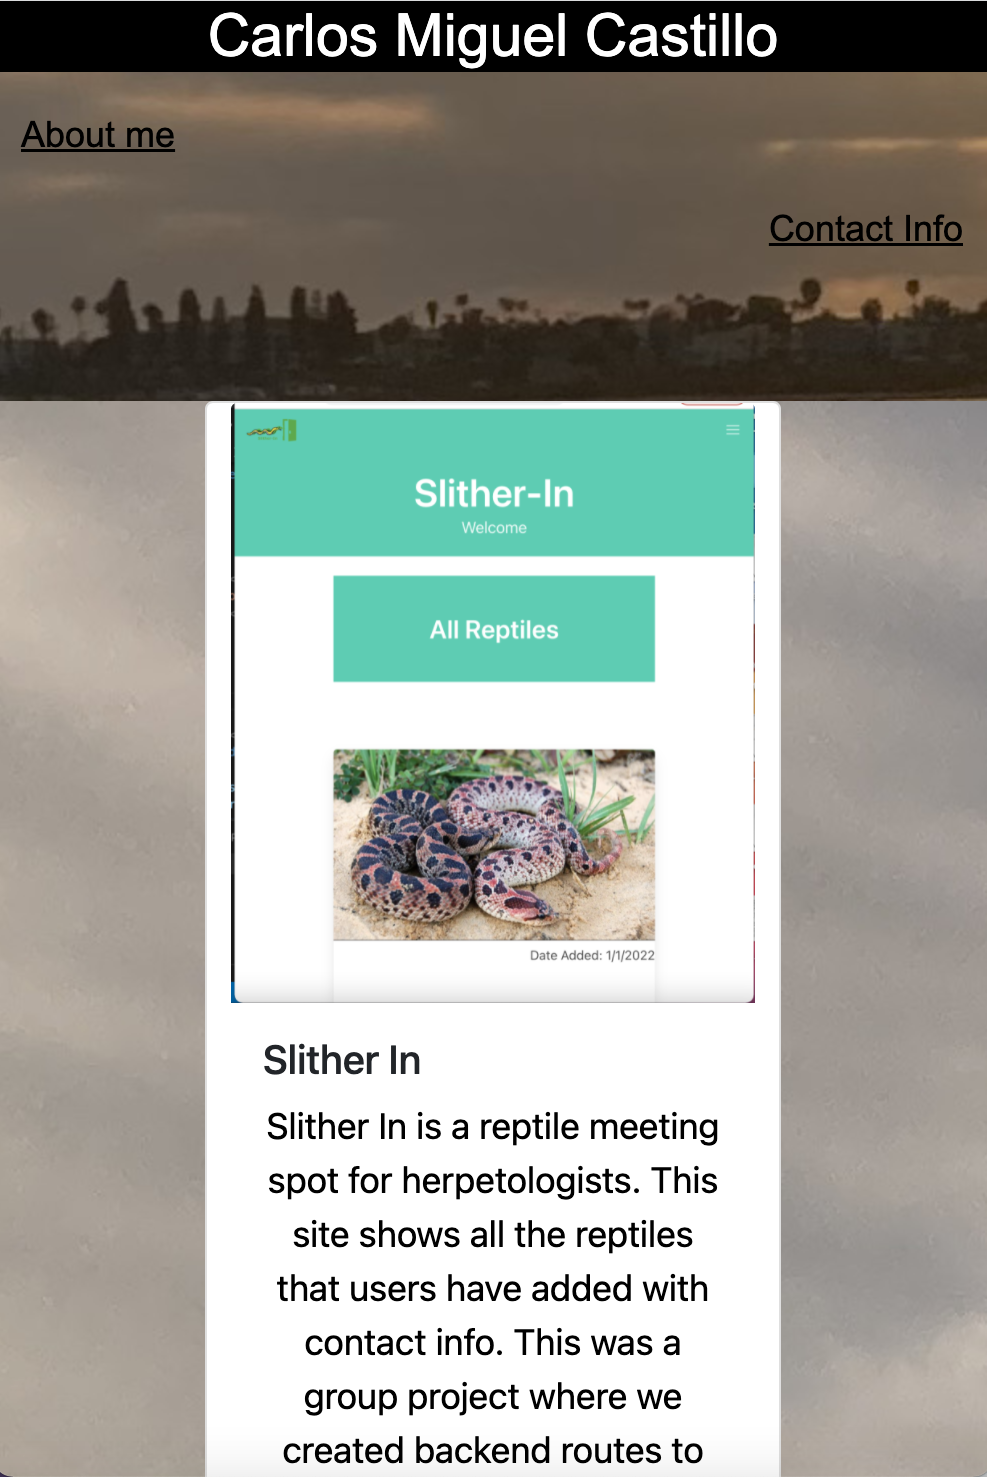 Carlos Miguel Castillo
About me
Contact Info
Slither-In
Welcome
All Reptiles
Date Added: 1/1/2022
Slither In
Slither In is a reptile meeting
spot for herpetologists. This
site shows all the reptiles
that users have added with
contact info. This was a
group project where we
created backend routes to